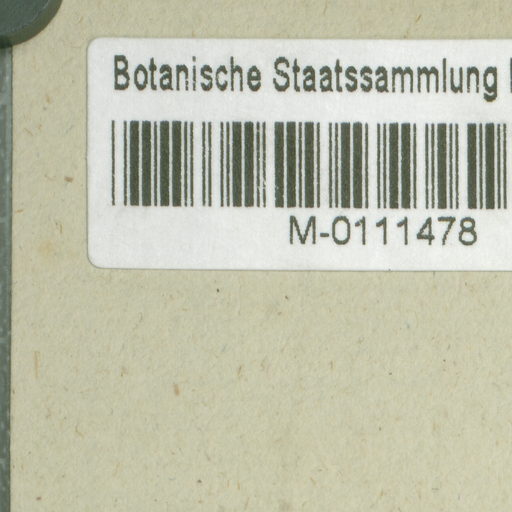 Botanische Staatssammlung
M-0111478